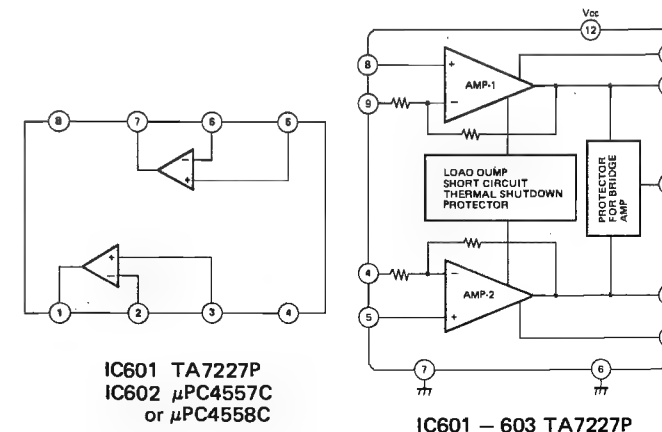 8
7
6
5
−
+
+
−
1
2
3
4
IC601 TA7227P
IC602 μPC4557C
or μPC4558C
Vcc
12
8
+
AMP-1
9
−
LOAD OUMP
SHORT CIRCUIT
THERMAL SHUTDOWN
PROTECTOR
PROTECTOR
FOR BRIDGE
AMP
4
−
AMP-2
5
+
7
6
IC601 – 603 TA7227P